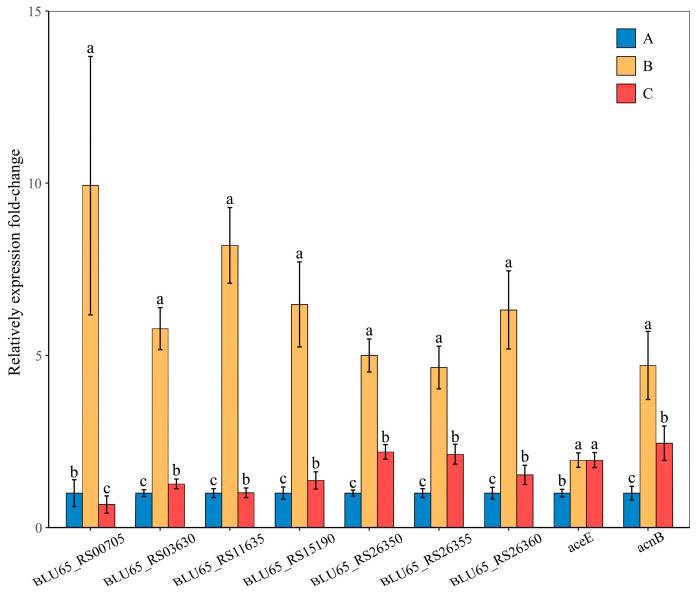 15
10
5
0
Relatively expression fold-change
A
B
C
b a c
c a b
c a b
c a b
c a b
c a b
c a b
b a a
c a b
BLU65_RS00705
BLU65_RS03630
BLU65_RS11635
BLU65_RS15190
BLU65_RS26350
BLU65_RS26355
BLU65_RS26360
aceE
acnB